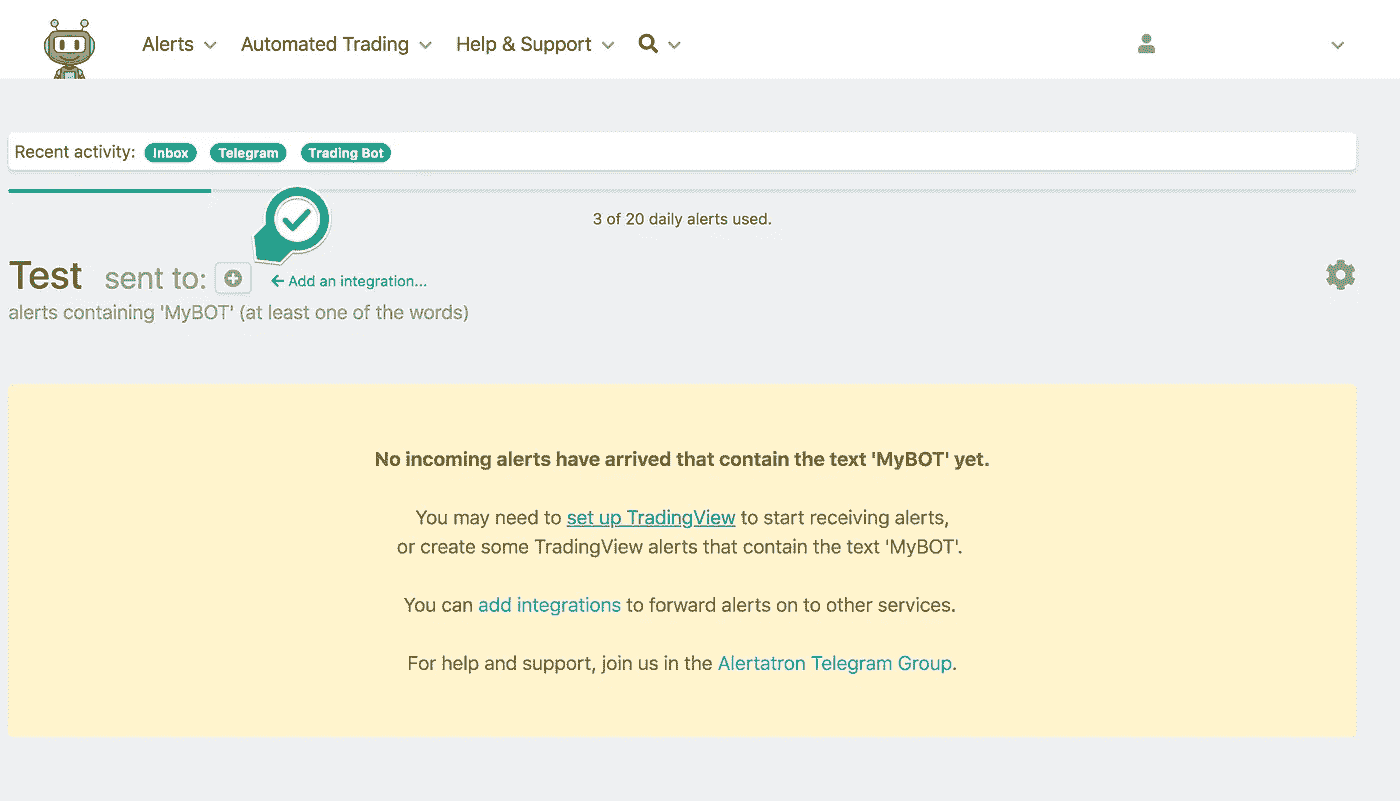 Alerts Automated Trading Help & Support
Recent activity: Inbox Telegram Trading Bot
3 of 20 daily alerts used.
Test sent to: Add an integration...
alerts containing 'MyBOT' (at least one of the words)
No incoming alerts have arrived that contain the text 'MyBOT' yet.
You may need to set up TradingView to start receiving alerts,
or create some TradingView alerts that contain the text 'MyBOT'.
You can add integrations to forward alerts on to other services.
For help and support, join us in the Alertatron Telegram Group.